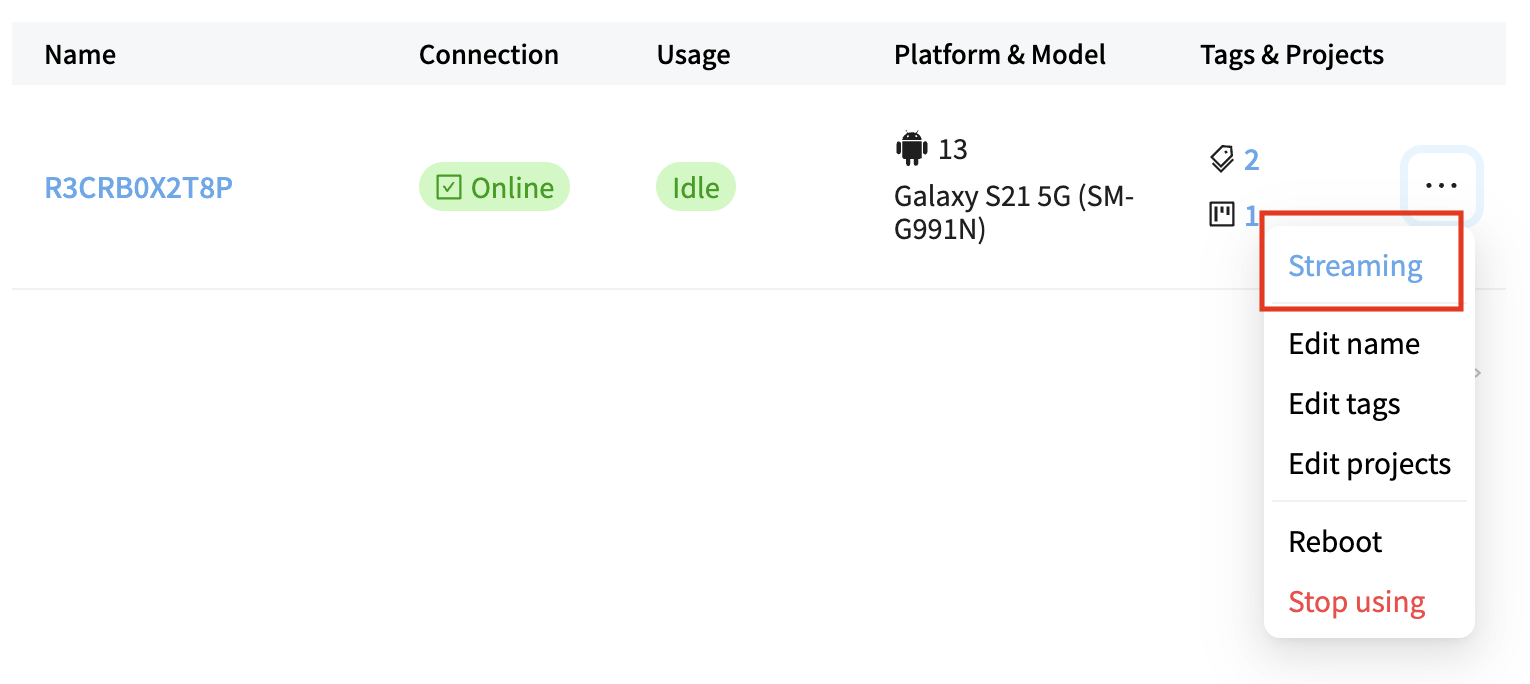 Name Connection Usage Platform & Model Tags & Projects
R3CRB0X2T8P
Online
Idle
13
Galaxy S21 5G (SM-
G991N)
2
1
...
Streaming
Edit name
Edit tags
Edit projects
Reboot
Stop using